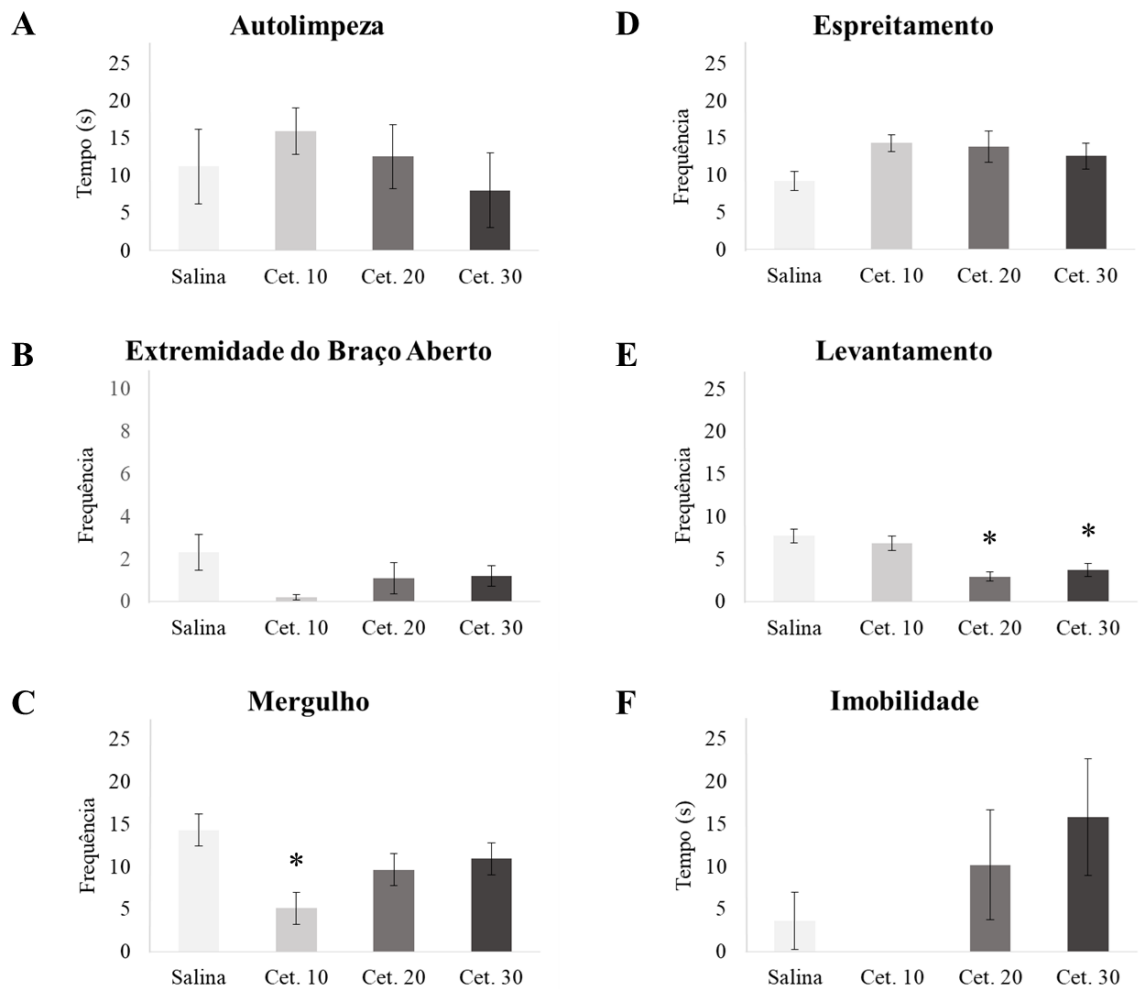 A
Autolimpeza
Tempo (s)
25
20
15
10
5
0
Salina Cet. 10 Cet. 20 Cet. 30
B
Extremidade do Braço Aberto
Frequência
10
8
6
4
2
0
Salina Cet. 10 Cet. 20 Cet. 30
C
Mergulho
Frequência
25
20
15
10
5
0
*
Salina Cet. 10 Cet. 20 Cet. 30
D
Espreitamento
Frequência
25
20
15
10
5
0
Salina Cet. 10 Cet. 20 Cet. 30
E
Levantamento
Frequência
25
20
15
10
5
0
* *
Salina Cet. 10 Cet. 20 Cet. 30
F
Imobilidade
Tempo (s)
25
20
15
10
5
0
Salina Cet. 10 Cet. 20 Cet. 30